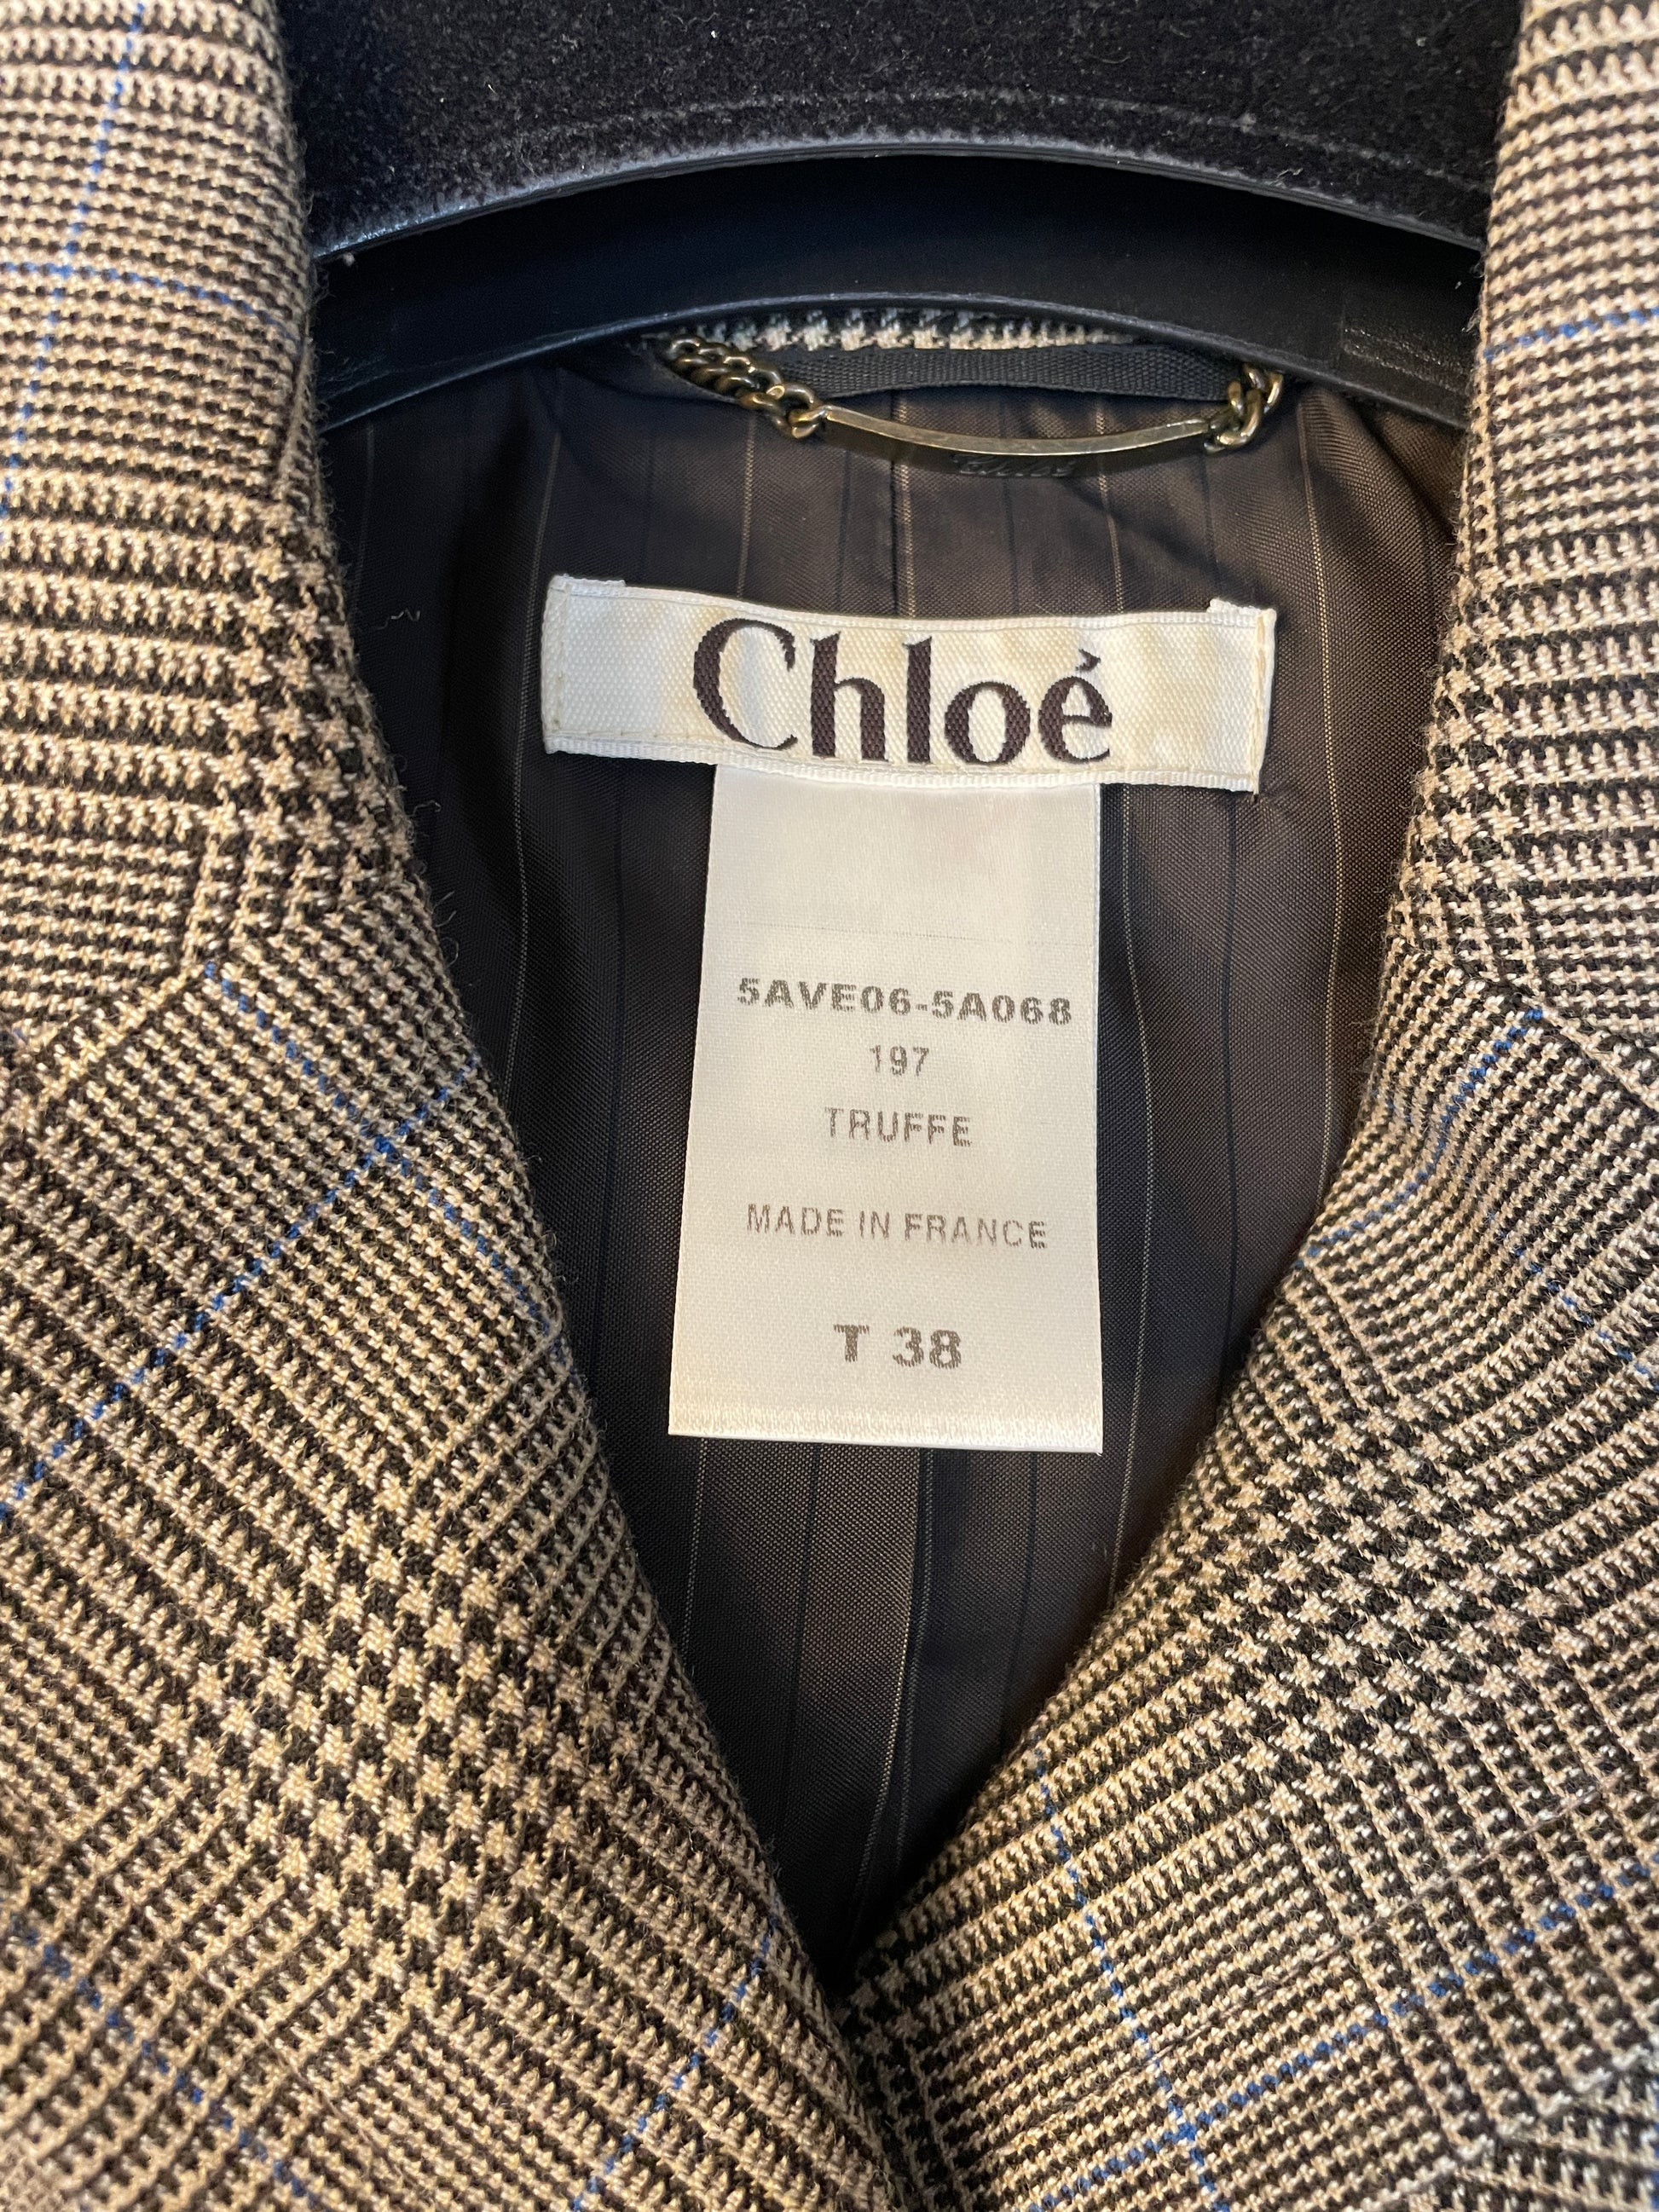 Chloé
5AVE06-5A068
197
TRUFFE
MADE IN FRANCE
T 38